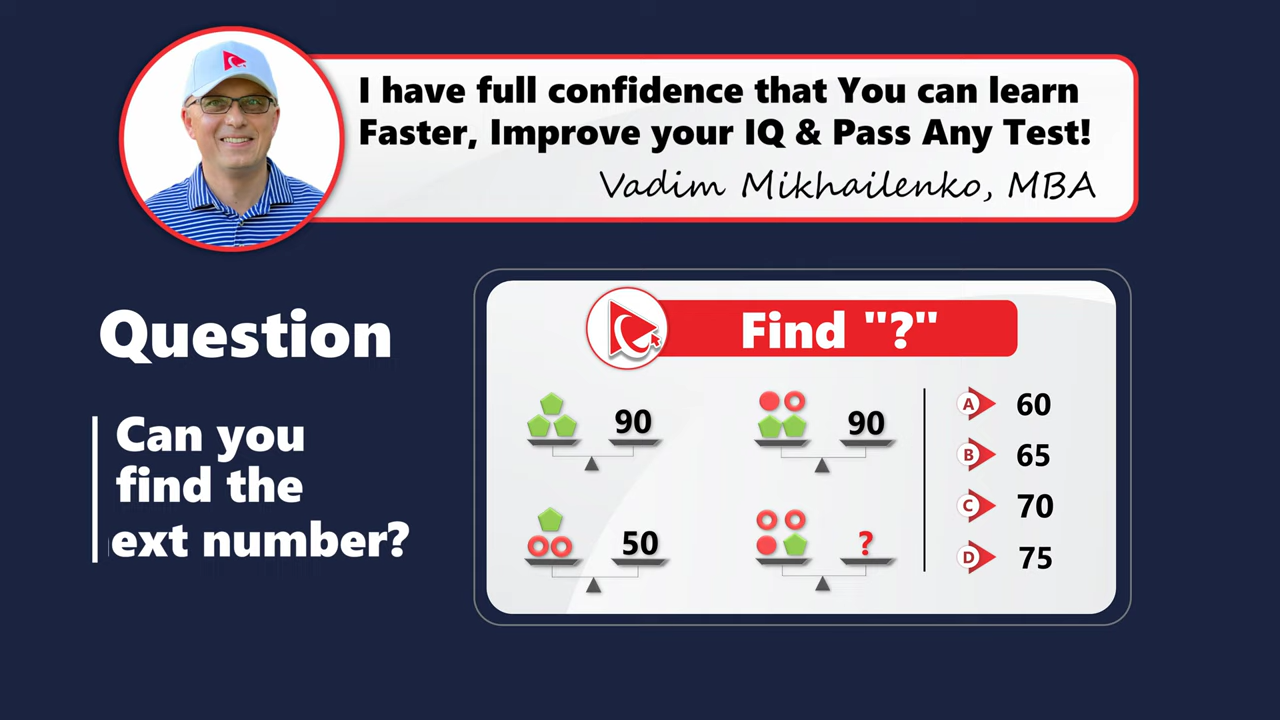 I have full confidence that You can learn
Faster, Improve your IQ & Pass Any Test!
Vadim Mikhailenko, MBA
Question
Can you
find the
ext number?
Find "?"
90
90
50
?
A 60
B 65
C 70
D 75